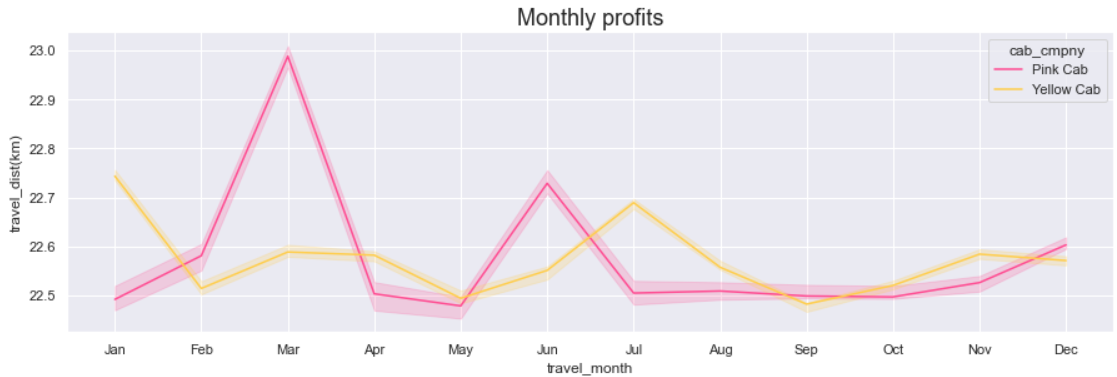 Monthly profits
cab_cmpny
Pink Cab
Yellow Cab
travel_dist(km)
23.0
22.9
22.8
22.7
22.6
22.5
Jan Feb Mar Apr May Jun Jul Aug Sep Oct Nov Dec
travel_month